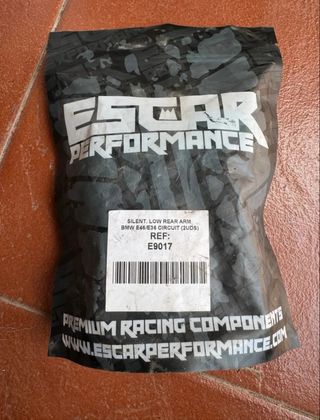 ESCAR
PERFORMANCE
SILENT. LOW REAR ARM.
BMW E46/E36 CIRCUIT (2UDS)
REF:
E9017
PREMIUM RACING COMPONENTS
WWW.ESCARPERFORMANCE.COM